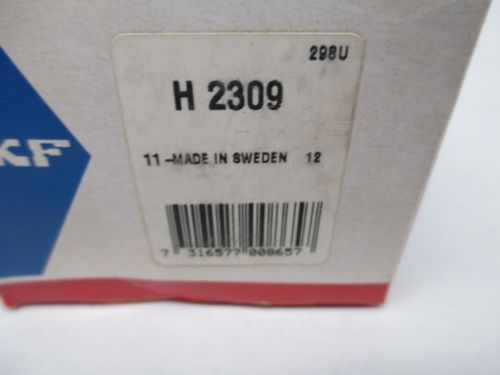 298U
H 2309
KF
11-MADE IN SWEDEN 12
7 316577 008657